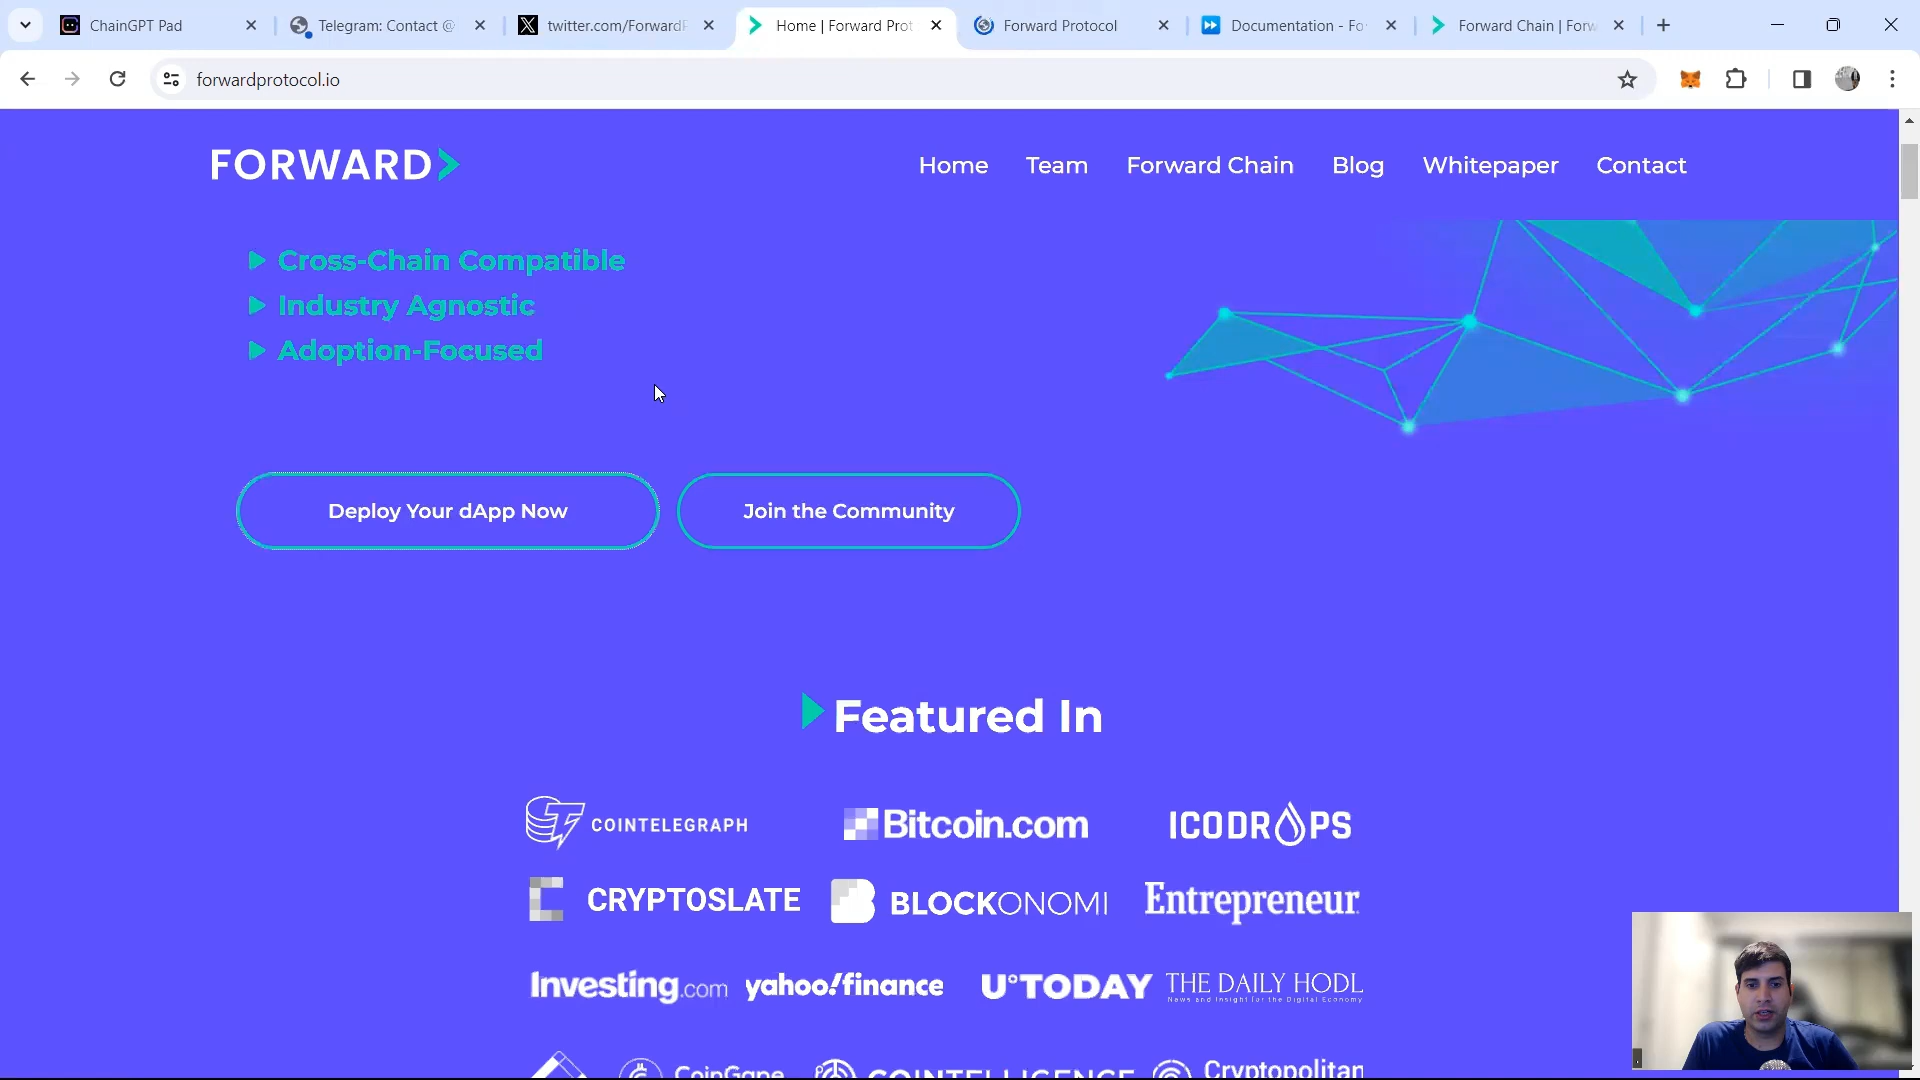 ChainGPT Pad
Telegram: Contact @
twitter.com/Forward
Home | Forward Prot
Forward Protocol
Documentation - Fo
Forward Chain | Forw
forwardprotocol.io
FORWARD
Home
Team
Forward Chain
Blog
Whitepaper
Contact
Cross-Chain Compatible
Industry Agnostic
Adoption-Focused
Deploy Your dApp Now
Join the Community
Featured In
COINTELEGRAPH
Bitcoin.com
ICODROPS
CRYPTOSLATE
BLOCKONOMI
Entrepreneur
Investing.com
yahoo!finance
U°TODAY
THE DAILY HODL
News and Insight for the Digital Economy
CoinGape
COINTELLIGENCE
Cryptopolitan